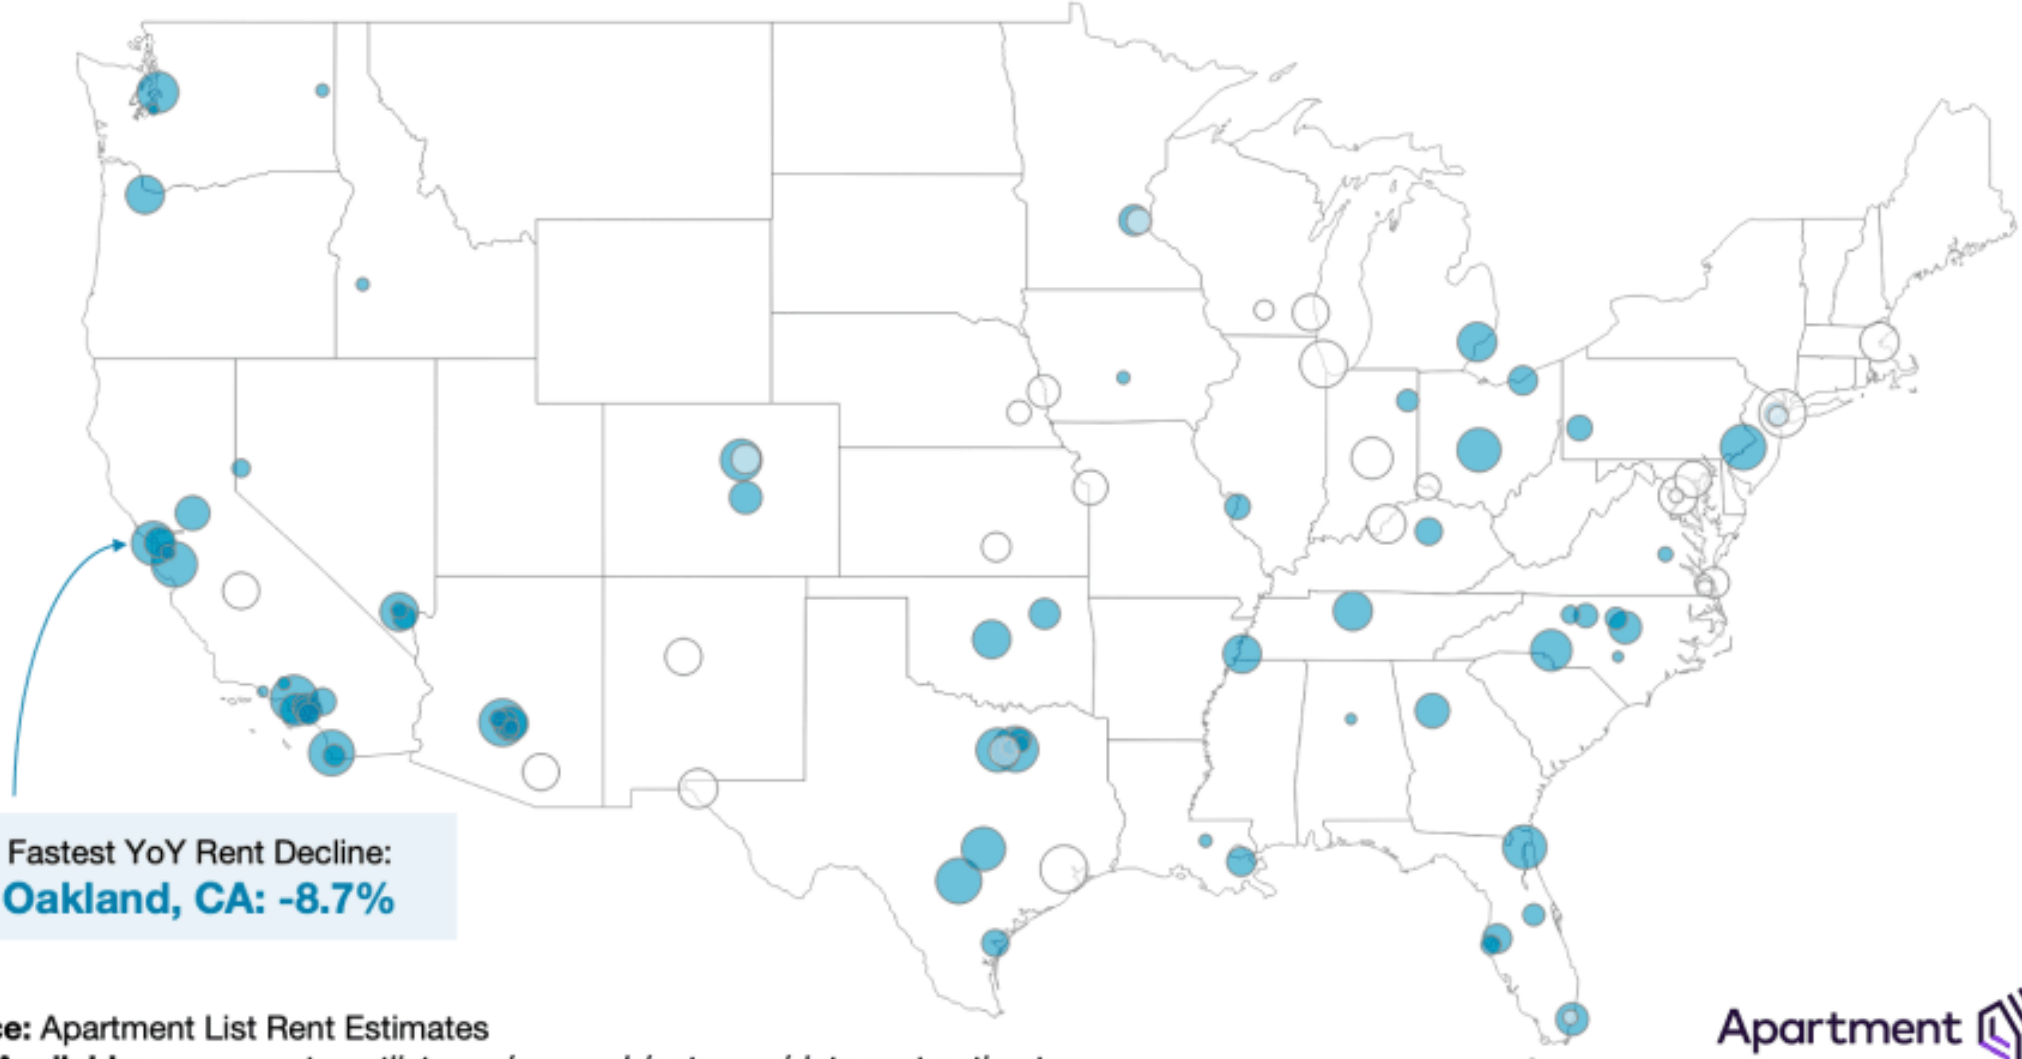 Fastest YoY Rent Decline:
Oakland, CA: -8.7%
ce: Apartment List Rent Estimates
Apartment